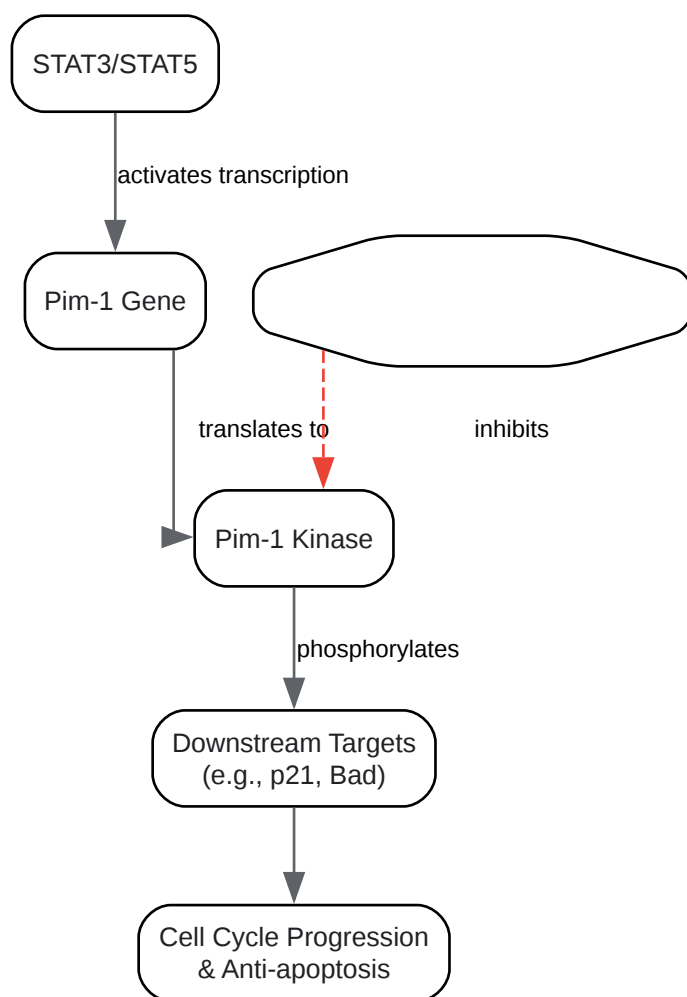 STAT3/STAT5
activates transcription
Pim-1 Gene
translates to
inhibits
Pim-1 Kinase
phosphorylates
Downstream Targets
(e.g., p21, Bad)
Cell Cycle Progression
& Anti-apoptosis